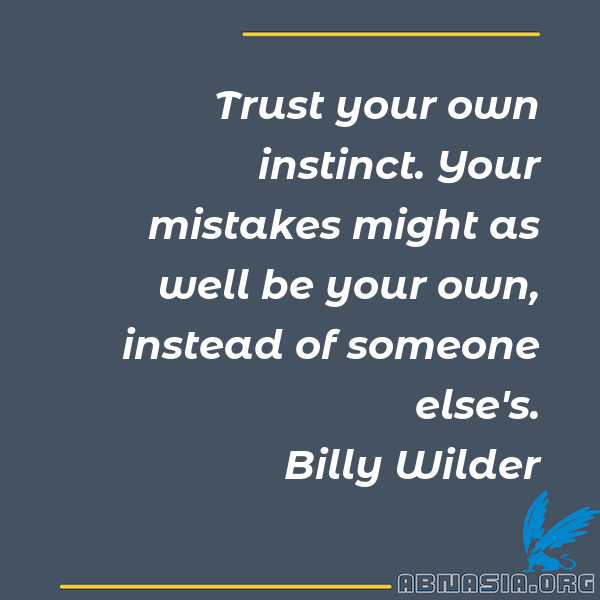 Trust your own
instinct. Your
mistakes might as
well be your own,
instead of someone
else's.
Billy Wilder
ABNASIA.ORG